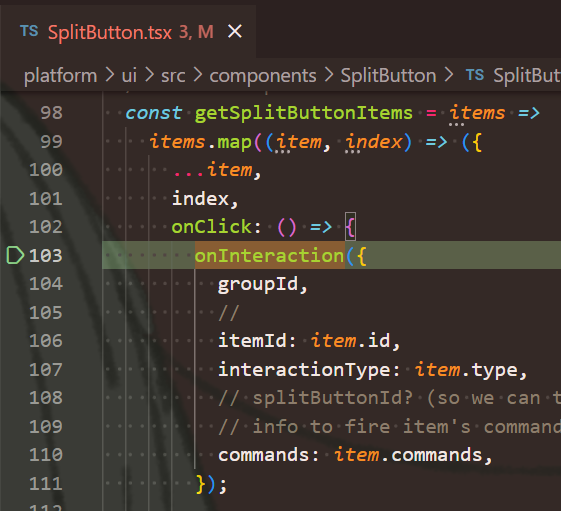 TS SplitButton.tsx 3, M ×
platform > ui > src > components > SplitButton > TS SplitBut
98 const getSplitButtonItems = items =>
99 items.map((item, index) => ({
100 ...item,
101 index,
102 onClick: () => {
103 onInteraction({
104 groupId,
105 //
106 itemId: item.id,
107 interactionType: item.type,
108 // splitButtonId? (so we can t
109 // info to fire item's command
110 commands: item.commands,
111 });